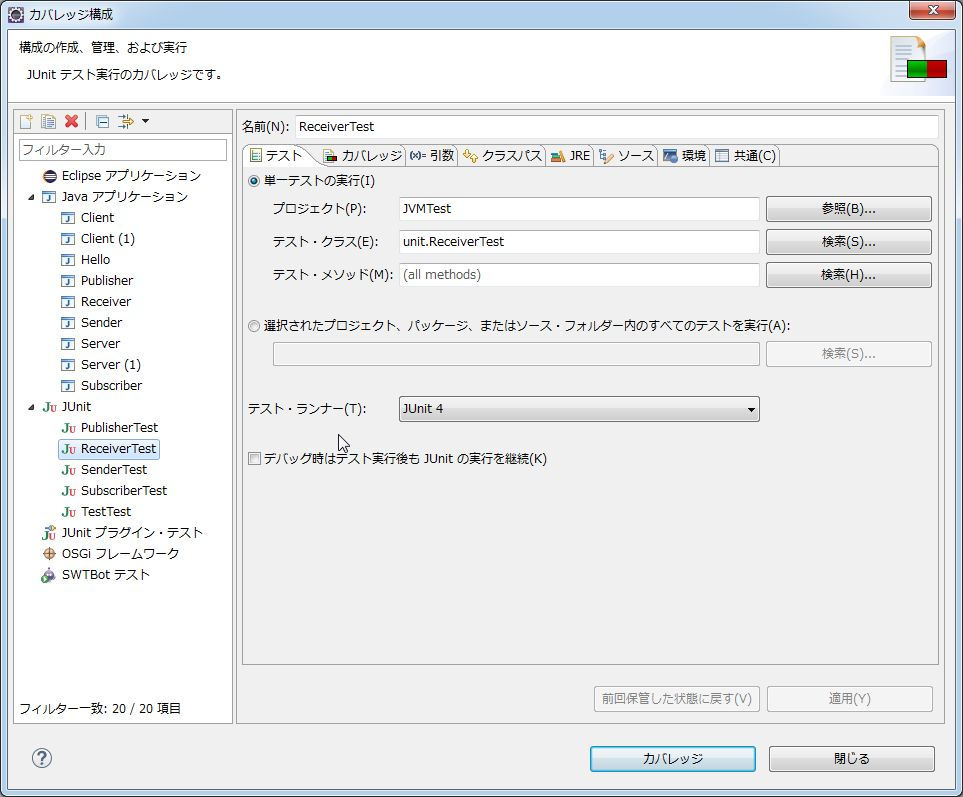 カバレッジ構成
構成の作成、管理、および実行
JUnit テスト実行のカバレッジです。
フィルター入力
Eclipse アプリケーション
Java アプリケーション
Client
Client (1)
Hello
Publisher
Receiver
Sender
Server
Server (1)
Subscriber
JUnit
PublisherTest
ReceiverTest
SenderTest
SubscriberTest
TestTest
JUnit プラグイン・テスト
OSGi フレームワーク
SWTBot テスト
フィルター一致: 20 / 20 項目
名前(N): ReceiverTest
テスト カバレッジ 引数 クラスパス JRE ソース 環境 共通(C)
単一テストの実行(I)
プロジェクト(P): JVMTest 参照(B)...
テスト・クラス(E): unit.ReceiverTest 検索(S)...
テスト・メソッド(M): (all methods) 検索(H)...
選択されたプロジェクト、パッケージ、またはソース・フォルダー内のすべてのテストを実行(A):
検索(S)...
テスト・ランナー(T): JUnit 4
デバッグ時はテスト実行後も JUnit の実行を継続(K)
前回保管した状態に戻す(V) 適用(Y)
カバレッジ 閉じる